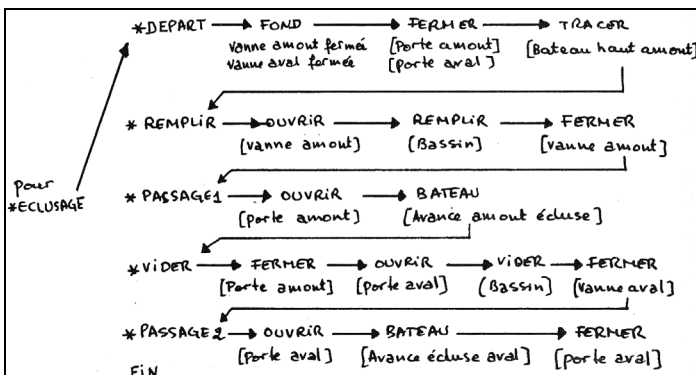 *DEPART FOND FERMER TRACER
vanne amont fermée [Porte amont] [Bateau haut amont]
vanne aval fermée [porte aval]
*REMPLIR OUVRIR REMPLIR FERMER
[vanne amont] [Bassin] [vanne amont]
pour
*ECLUSAGE
*PASSAGE1 OUVRIR BATEAU
[porte amont] [Avance amont écluse]
*VIDER FERMER OUVRIR VIDER FERMER
[Porte amont] [porte aval] (Bassin] [vanne aval]
*PASSAGE2 OUVRIR BATEAU FERMER
[Porte aval] [Avance écluse aval] [porte aval]
FIN